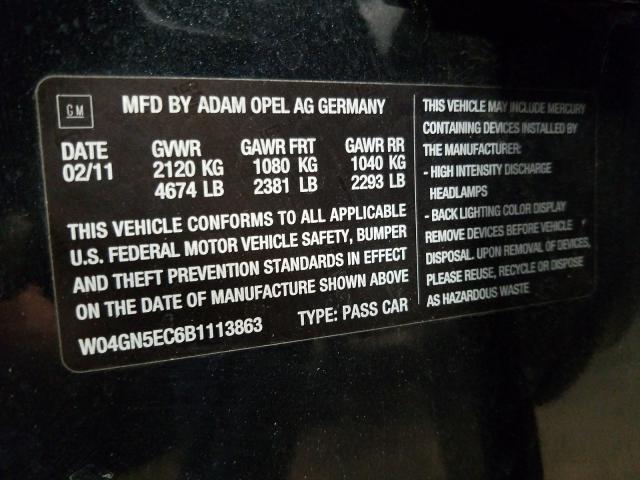 GM
MFD BY ADAM OPEL AG GERMANY
DATE GVWR GAWR FRT GAWR RR
02/11 2120 KG 1080 KG 1040 KG
4674 LB 2381 LB 2293 LB
THIS VEHICLE CONFORMS TO ALL APPLICABLE
U.S. FEDERAL MOTOR VEHICLE SAFETY, BUMPER
AND THEFT PREVENTION STANDARDS IN EFFECT
ON THE DATE OF MANUFACTURE SHOWN ABOVE
W04GN5EC6B1113863 TYPE: PASS CAR
THIS VEHICLE MAY INCLUDE MERCURY
CONTAINING DEVICES INSTALLED BY
THE MANUFACTURER:
- HIGH INTENSITY DISCHARGE
HEADLAMPS
- BACK LIGHTING COLOR DISPLAY
REMOVE DEVICES BEFORE VEHICLE
DISPOSAL. UPON REMOVAL OF DEVICES,
PLEASE REUSE, RECYCLE OR DISPOSE
AS HAZARDOUS WASTE